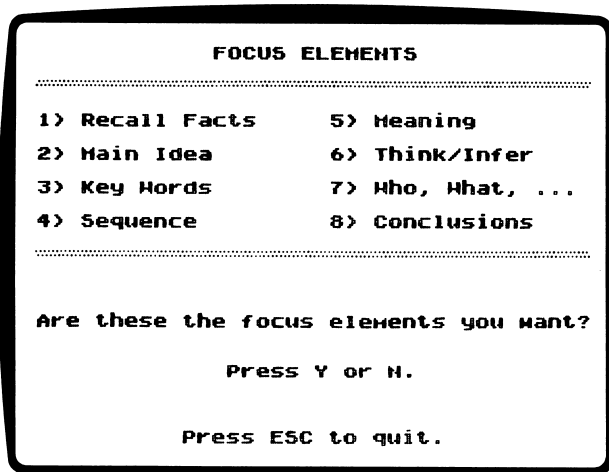 FOCUS ELEMENTS
1> Recall Facts 5> Meaning
2> Main Idea 6> Think/Infer
3> Key Words 7> Who, What, ...
4> Sequence 8> Conclusions
Are these the focus elements you want?
Press Y or N.
Press ESC to quit.